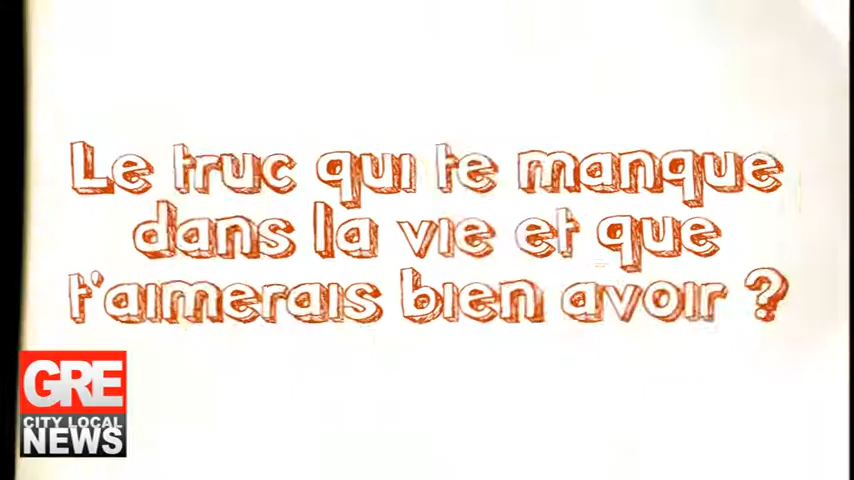 Le truc qui te manque
dans la vie et que
t'aimerais bien avoir ?
GRE
CITY LOCAL
NEWS